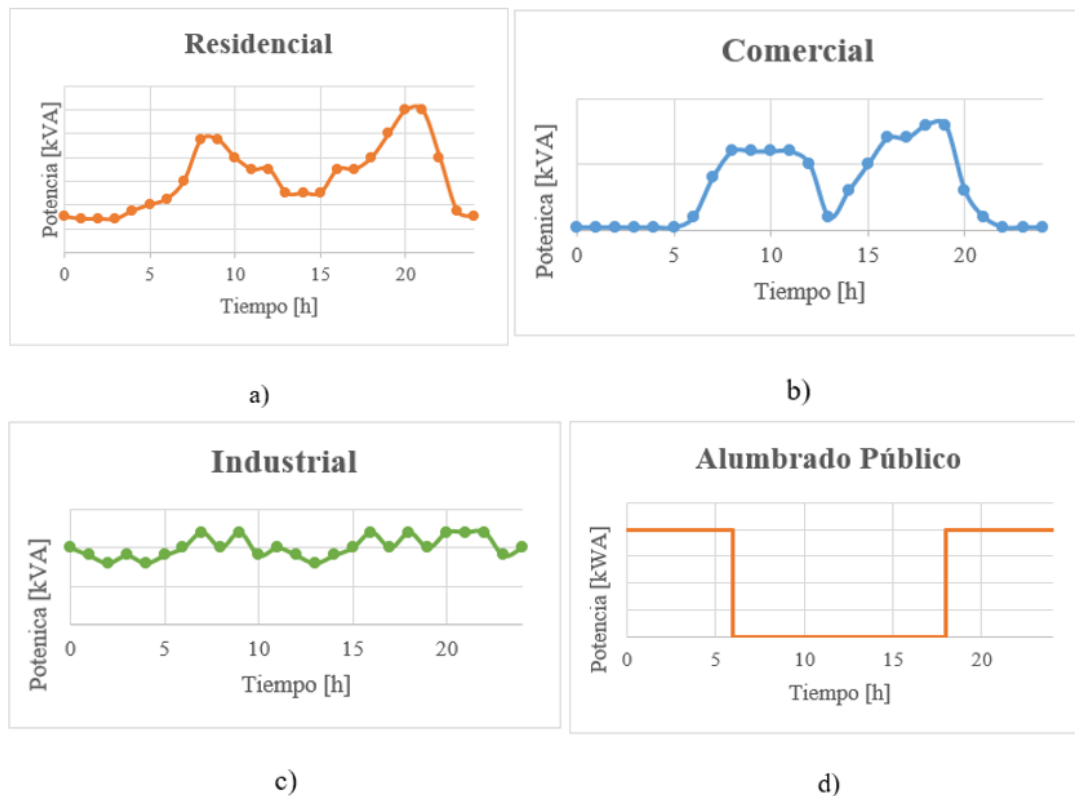 Residencial
Potencia [kVA]
0 5 10 15 20
Tiempo [h]
a)
Comercial
Potenica [kVA]
0 5 10 15 20
Tiempo [h]
b)
Industrial
Potenica [kVA]
0 5 10 15 20
Tiempo [h]
c)
Alumbrado Público
Potencia [kWA]
0 5 10 15 20
Tiempo [h]
d)